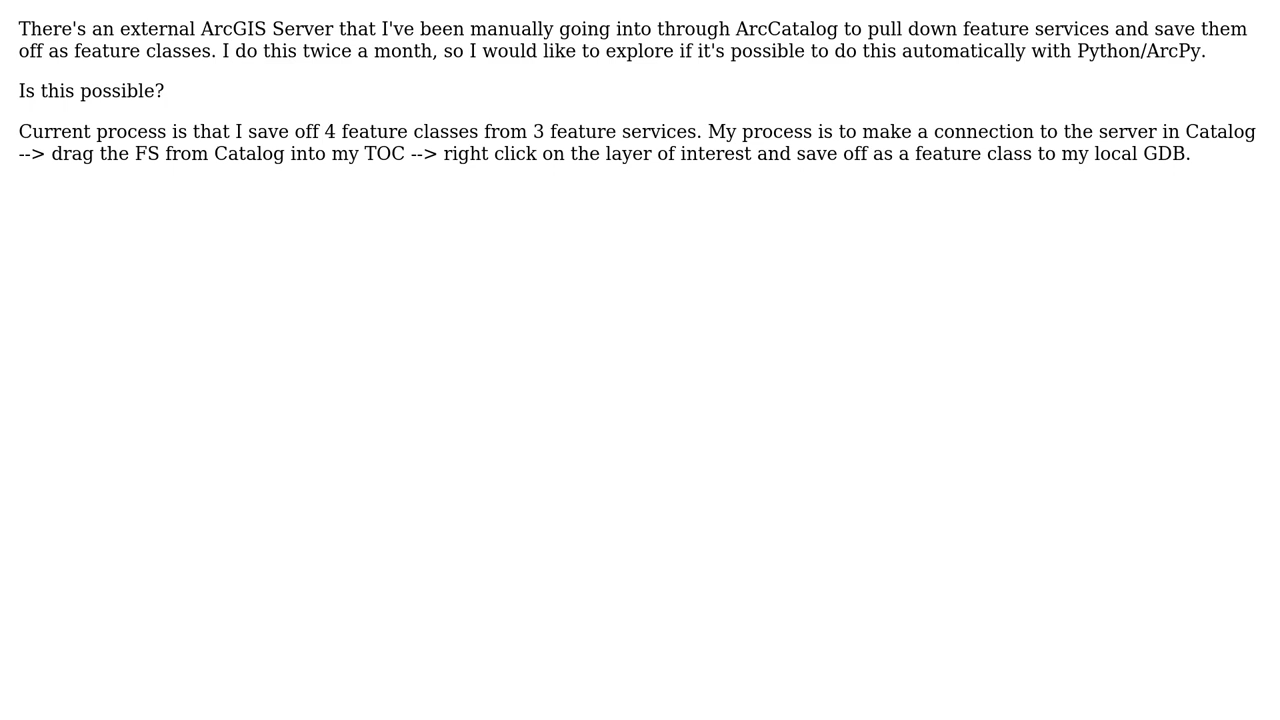 There's an external ArcGIS Server that I've been manually going into through ArcCatalog to pull down feature services and save them
off as feature classes. I do this twice a month, so I would like to explore if it's possible to do this automatically with Python/ArcPy.
Is this possible?
Current process is that I save off 4 feature classes from 3 feature services. My process is to make a connection to the server in Catalog
--> drag the FS from Catalog into my TOC --> right click on the layer of interest and save off as a feature class to my local GDB.